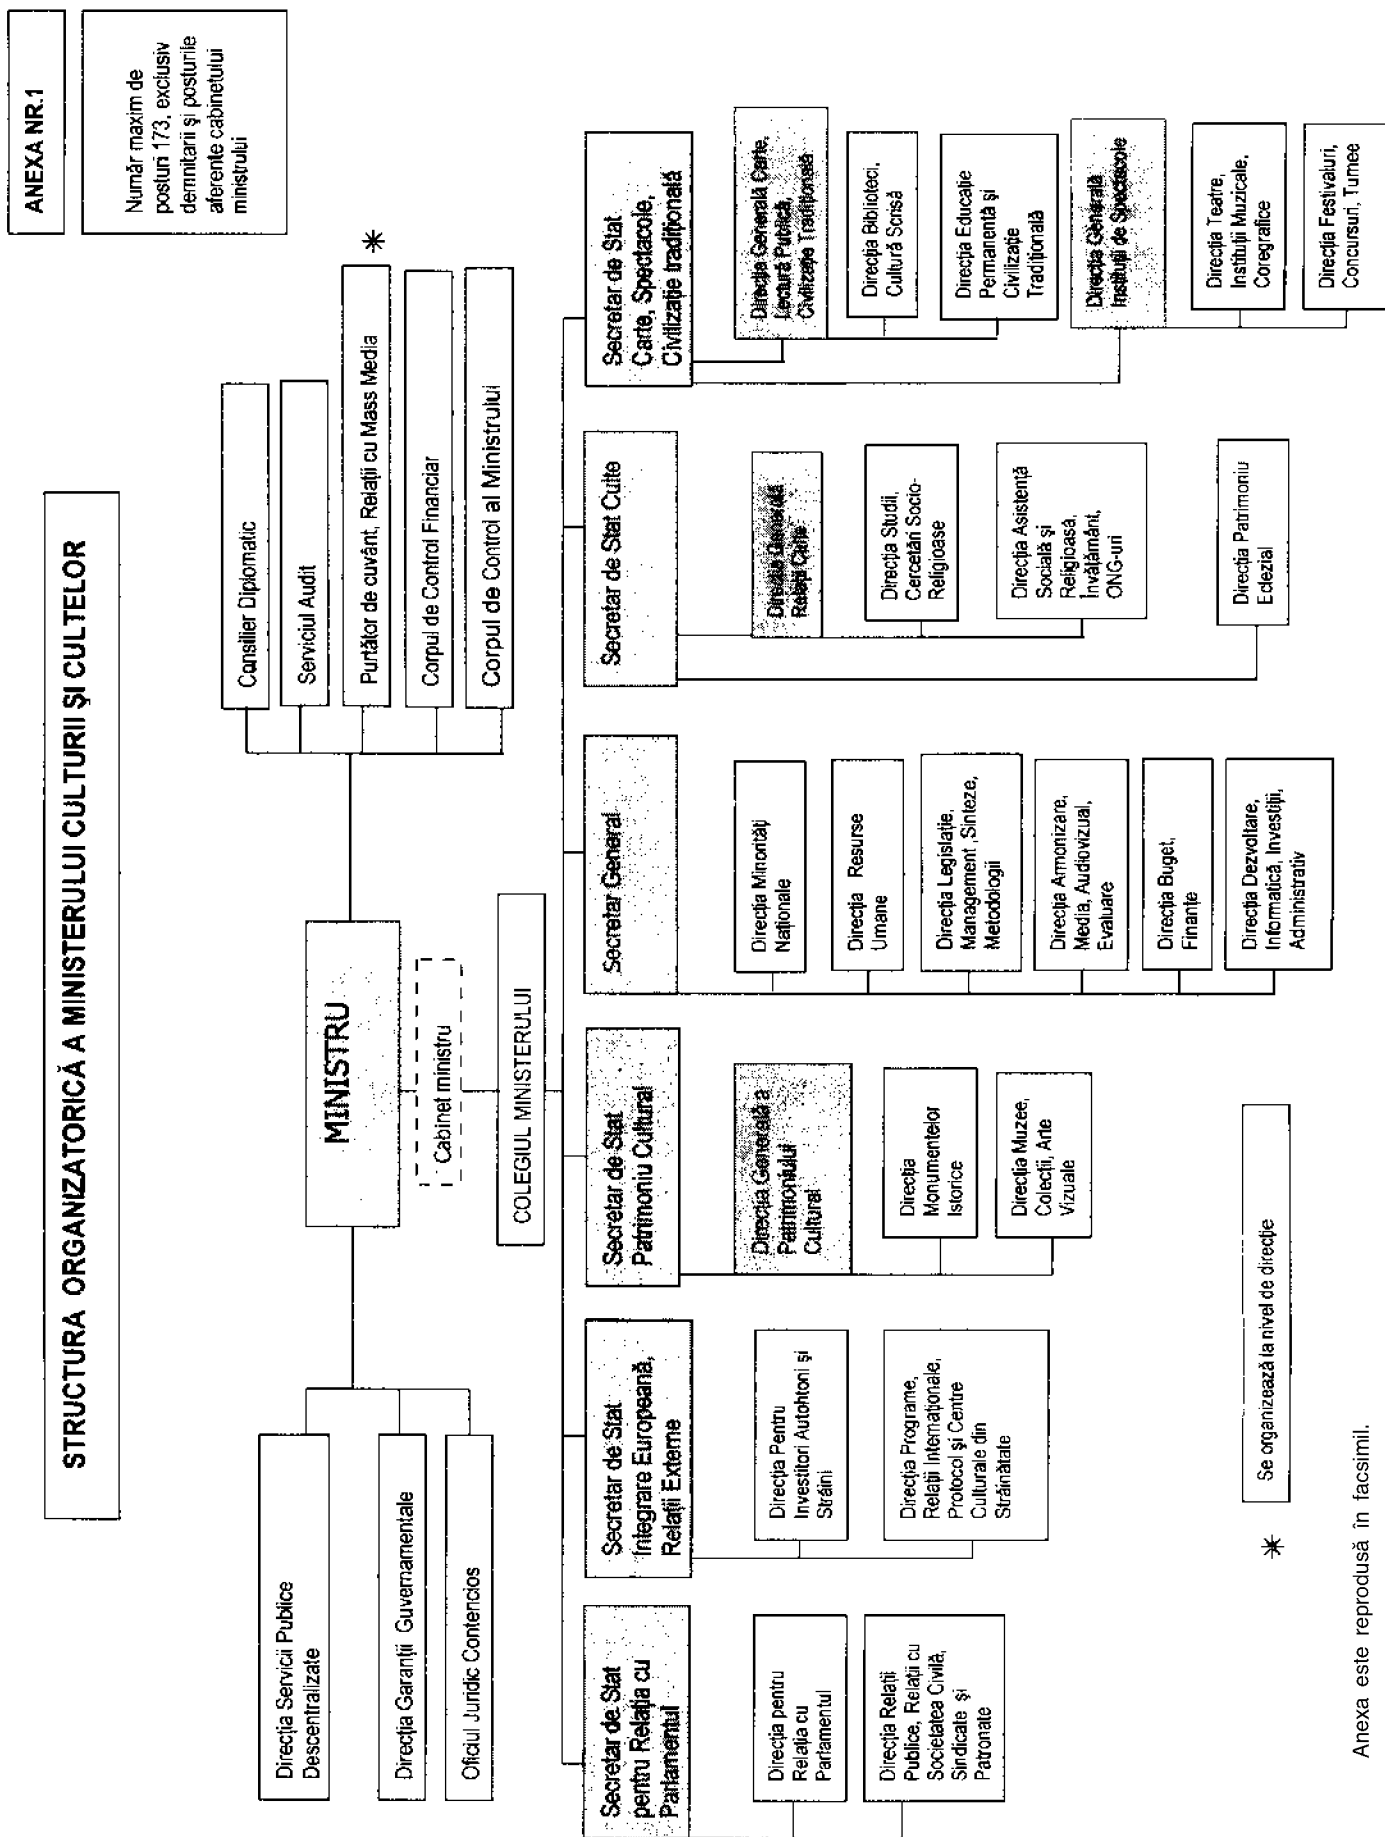 ANEXA NR.1
Număr maxim de
posturi 173, exclusiv
demnitarii și posturile
aferente cabinetului
ministrului
STRUCTURA ORGANIZATORICĂ A MINISTERULUI CULTURII ȘI CULTELOR
MINISTRU
Cabinet ministru
COLEGIUL MINISTERULUI
Direcția Servicii Publice
Descentralizate
Direcția Garanții Guvernamentale
Oficiul Juridic Contencios
Consilier Diplomatic
Serviciul Audit
Purtător de cuvânt, Relații cu Mass Media
*
Corpul de Control Financiar
Corpul de Control al Ministrului
Secretar de Stat
pentru Relația cu
Parlamentul
Direcția pentru
Relația cu
Parlamentul
Direcția Relații
Publice, Relații cu
Societatea Civilă,
Sindicate și
Patronate
Secretar de Stat
Integrare Europeană,
Relații Externe
Direcția Pentru
Investitori Autohtoni și
Străini
Direcția Programe,
Relații Internaționale,
Protocol și Centre
Culturale din
Străinătate
Secretar de Stat
Patrimoniu Cultural
Direcția Generală a
Patrimoniului
Cultural
Direcția
Monumentelor
Istorice
Direcția Muzee,
Colecții, Arte
Vizuale
Secretar General
Direcția Minorități
Naționale
Direcția Resurse
Umane
Direcția Legislație,
Management ,Sinteze,
Metodologii
Direcția Armonizare,
Media, Audiovizual,
Evaluare
Direcția Buget,
Finanțe
Direcția Dezvoltare,
Informatică, Investiții,
Administrativ
Secretar de Stat Culte
Direcția Generală
Relații Culte
Direcția Studii,
Cercetări Socio-
Religioase
Direcția Asistență
Socială și
Religioasă,
Invățământ,
ONG-uri
Direcția Patrimoniu
Eclezial
Secretar de Stat
Carte, Spectacole,
Civilizație tradițională
Direcția Generală Carte,
Lectură Publică,
Civilizație Tradițională
Direcția Biblioteci,
Cultură Scrisă
Direcția Educație
Permanentă și
Civilizație
Tradițională
Direcția Generală
Instituții de Spectacole
Direcția Teatre,
Instituții Muzicale,
Coregrafice
Direcția Festivaluri,
Concursuri, Turnee
*
Se organizează la nivel de direcție
Anexa este reprodusă în facsimil.